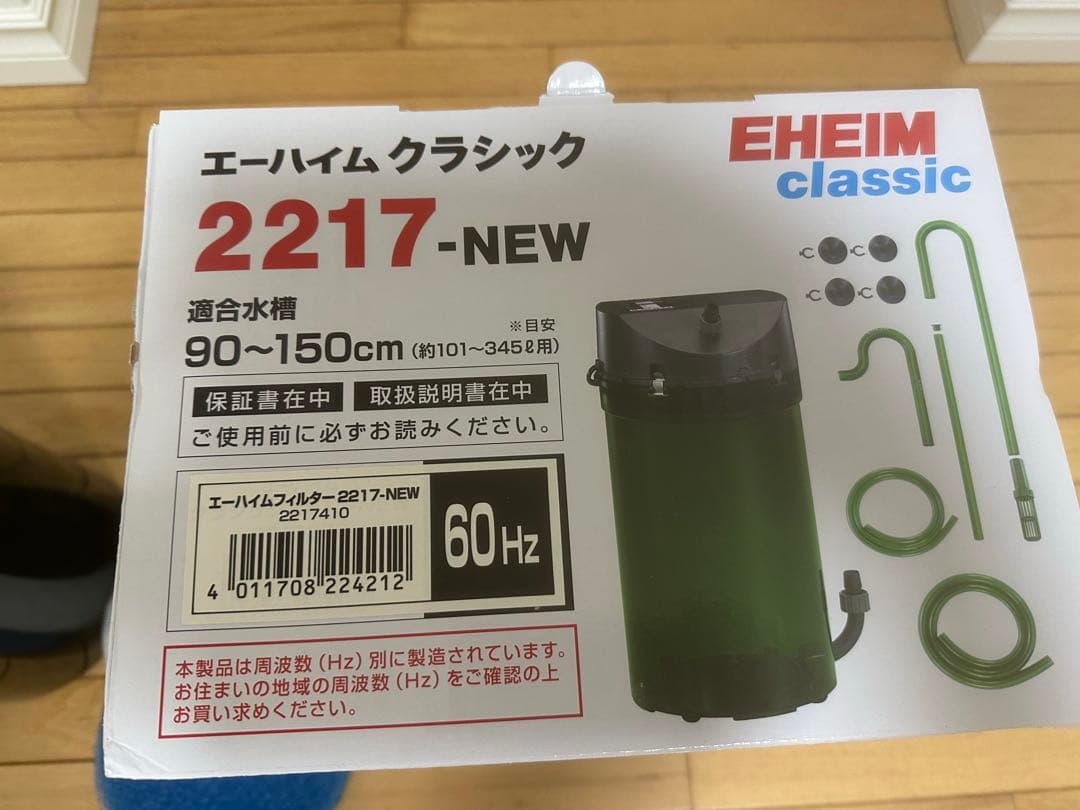 エーハイム クラシック
EHEIM
classic
2217-NEW
適合水槽
※目安
90〜150cm（約101〜345ℓ用）
保証書在中 取扱説明書在中
ご使用前に必ずお読みください。
エーハイムフィルター2217-NEW
2217410
60Hz
4 011708 224212
本製品は周波数（Hz）別に製造されています。
お住まいの地域の周波数（Hz）をご確認の上
お買い求めください。